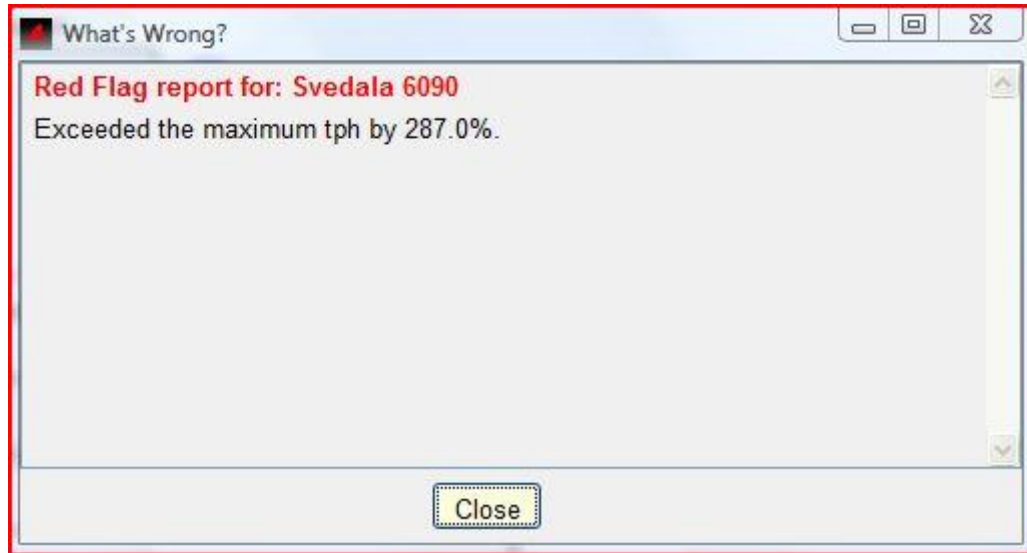 What's Wrong?
Red Flag report for: Svedala 6090
Exceeded the maximum tph by 287.0%.
Close